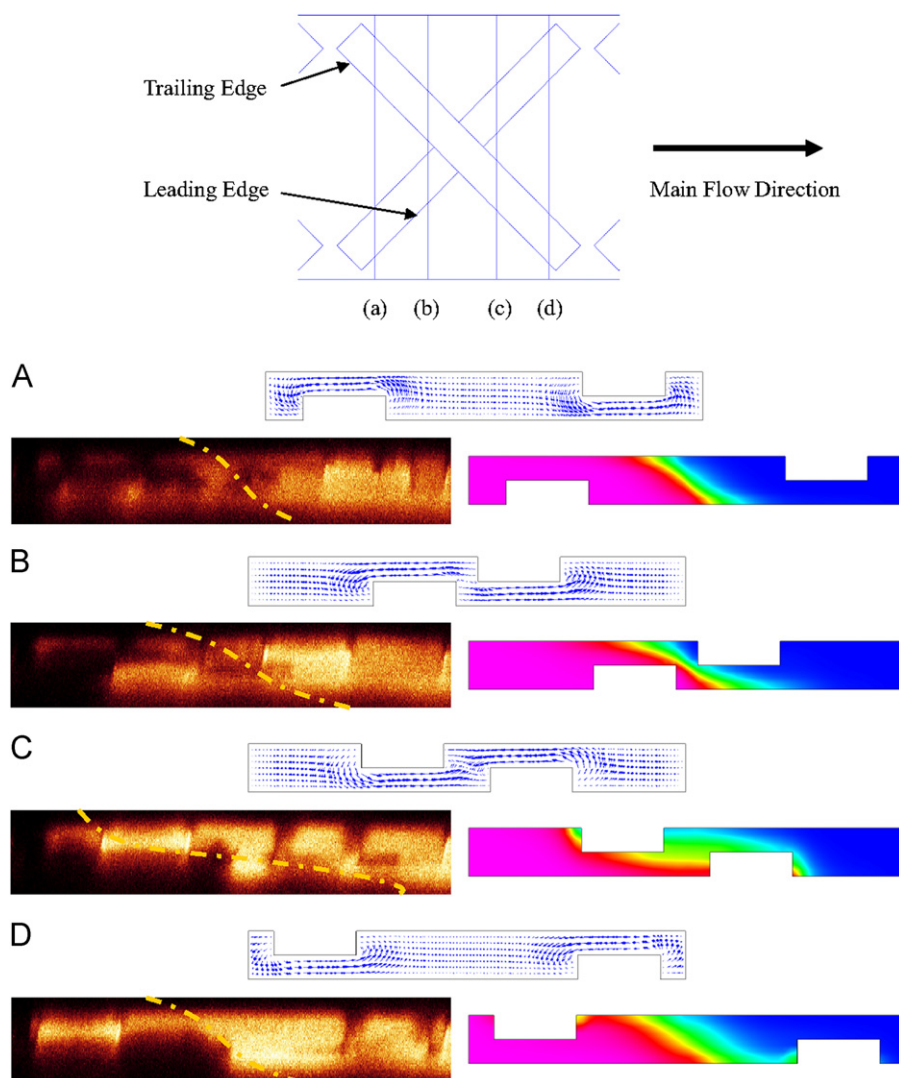 Trailing Edge
Leading Edge
Main Flow Direction
(a) (b) (c) (d)
A
B
C
D